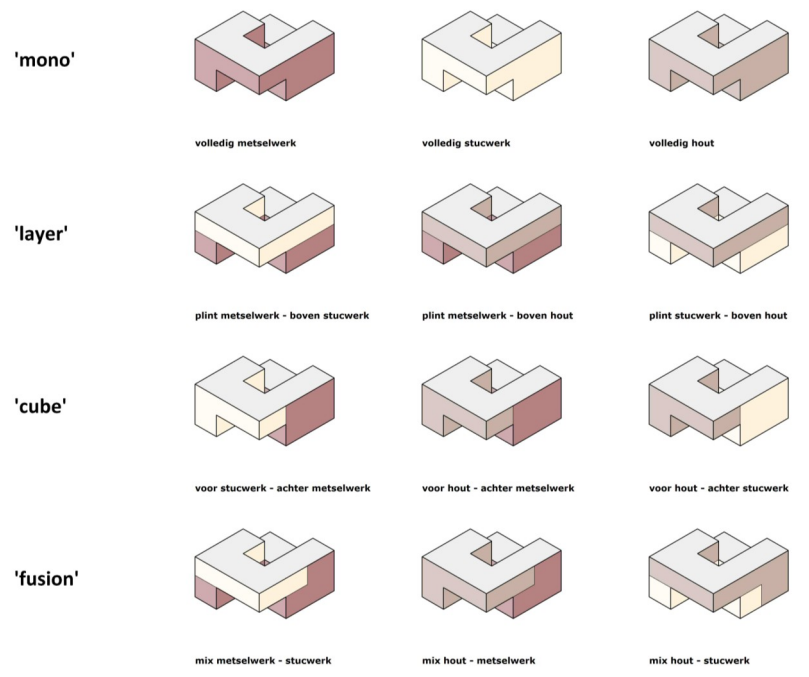 'mono'
volledig metselwerk
volledig stucwerk
volledig hout
'layer'
plint metselwerk - boven stucwerk
plint metselwerk - boven hout
plint stucwerk - boven hout
'cube'
voor stucwerk - achter metselwerk
voor hout - achter metselwerk
voor hout - achter stucwerk
'fusion'
mix metselwerk - stucwerk
mix hout - metselwerk
mix hout - stucwerk